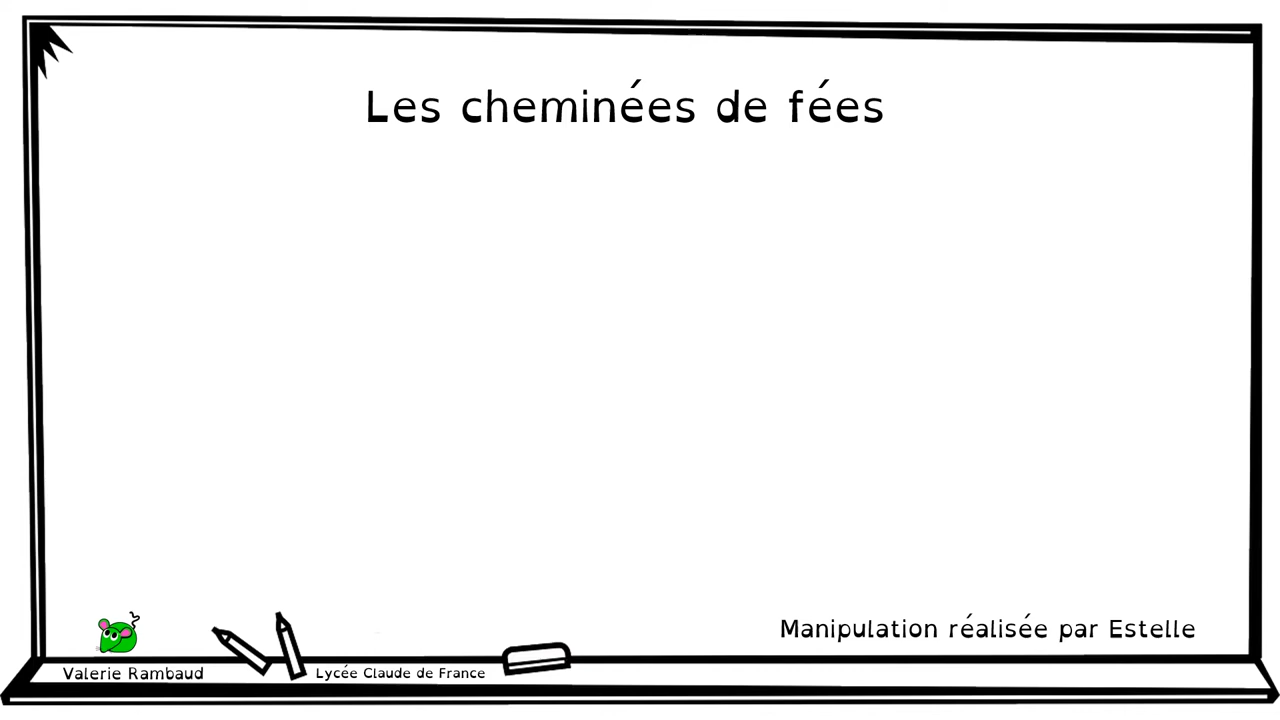 Les cheminées de fées
Manipulation réalisée par Estelle
Valerie Rambaud
Lycée Claude de France